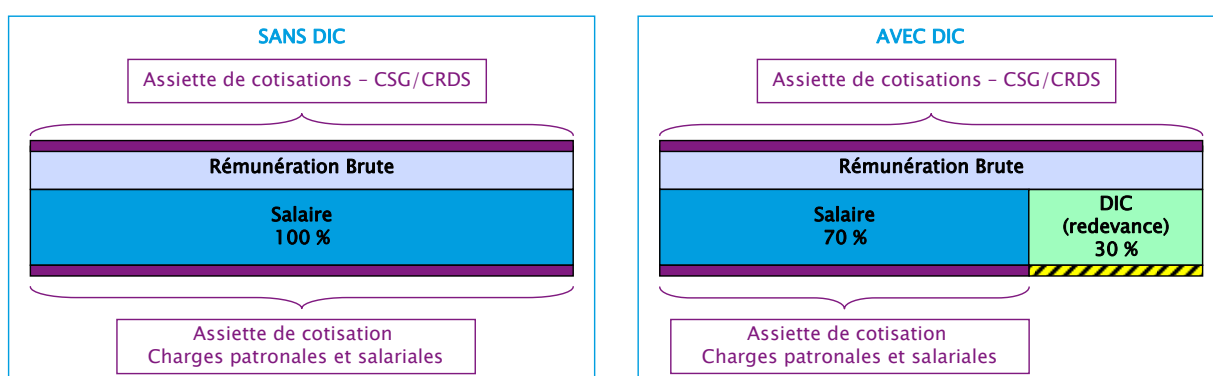 SANS DIC
Assiette de cotisations – CSG/CRDS
Rémunération Brute
Salaire
100 %
Assiette de cotisation
Charges patronales et salariales
AVEC DIC
Assiette de cotisations – CSG/CRDS
Rémunération Brute
Salaire
70 %
DIC
(redevance)
30 %
Assiette de cotisation
Charges patronales et salariales